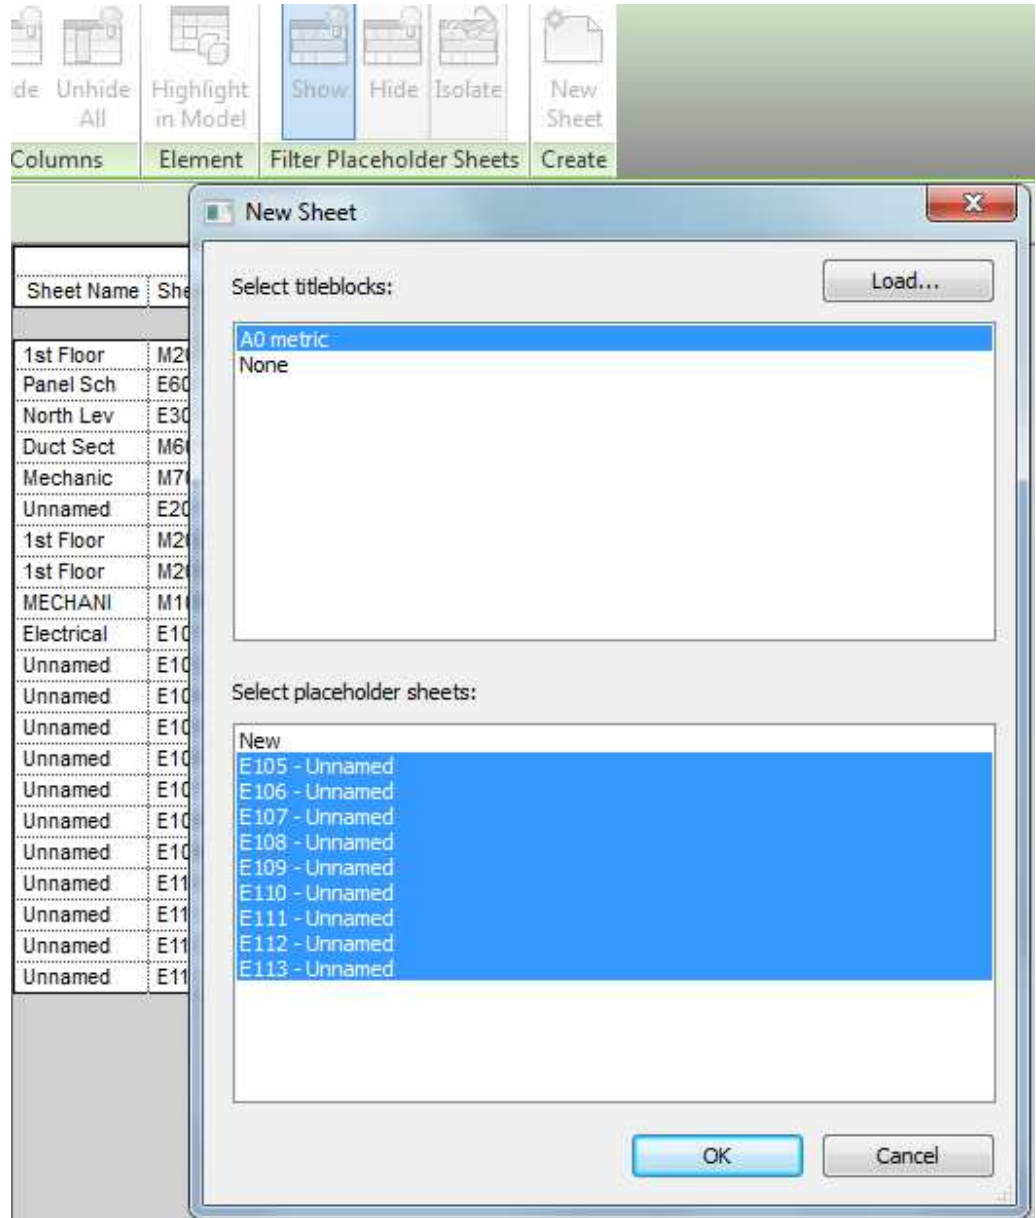 Unhide All
Highlight in Model
Show
Hide
Isolate
New Sheet
Columns
Element
Filter Placeholder Sheets
Create
New Sheet
Select titleblocks:
Load...
A0 metric
None
Sheet Name
1st Floor
Panel Sch
North Lev
Duct Sect
Mechanic
Unnamed
1st Floor
1st Floor
MECHANI
Electrical
Unnamed
Unnamed
Unnamed
Unnamed
Unnamed
Unnamed
Unnamed
Unnamed
Unnamed
Unnamed
Unnamed
Select placeholder sheets:
New
E105 - Unnamed
E106 - Unnamed
E107 - Unnamed
E108 - Unnamed
E109 - Unnamed
E110 - Unnamed
E111 - Unnamed
E112 - Unnamed
E113 - Unnamed
OK
Cancel